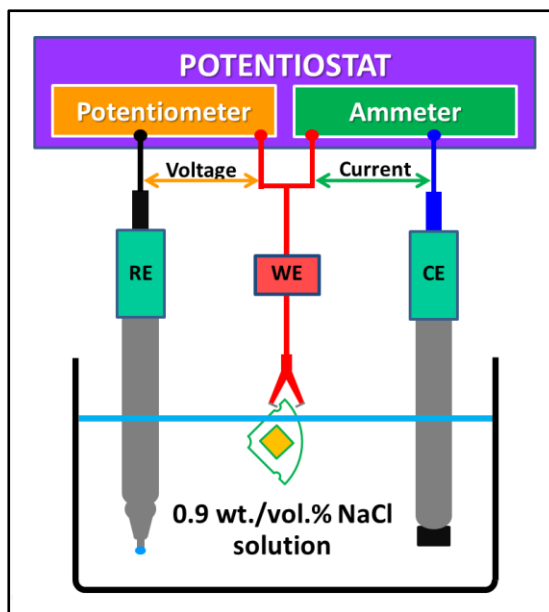 POTENTIOSTAT
Potentiometer Ammeter
Voltage Current
RE WE CE
0.9 wt./vol.% NaCl
solution